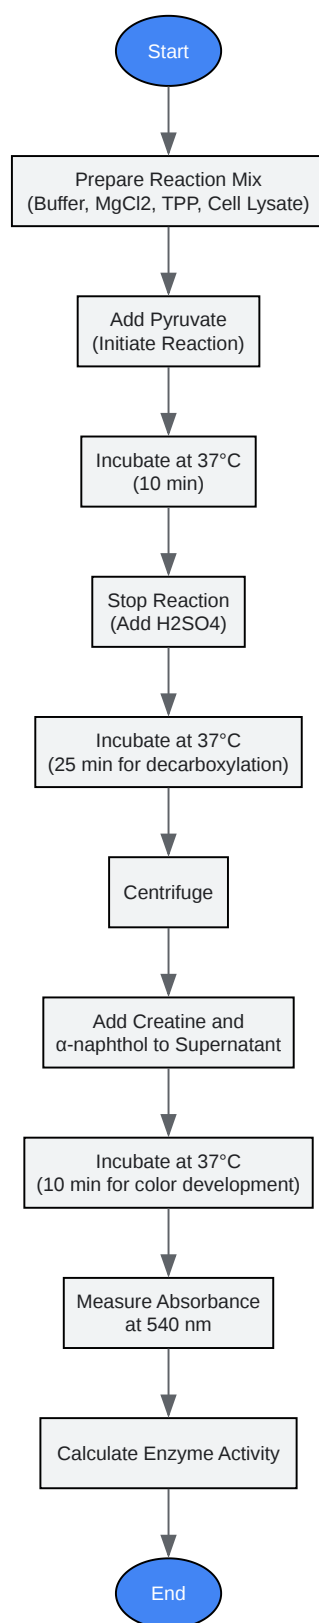 Start
Prepare Reaction Mix
(Buffer, MgCl2, TPP, Cell Lysate)
Add Pyruvate
(Initiate Reaction)
Incubate at 37°C
(10 min)
Stop Reaction
(Add H2SO4)
Incubate at 37°C
(25 min for decarboxylation)
Centrifuge
Add Creatine and
α-naphthol to Supernatant
Incubate at 37°C
(10 min for color development)
Measure Absorbance
at 540 nm
Calculate Enzyme Activity
End